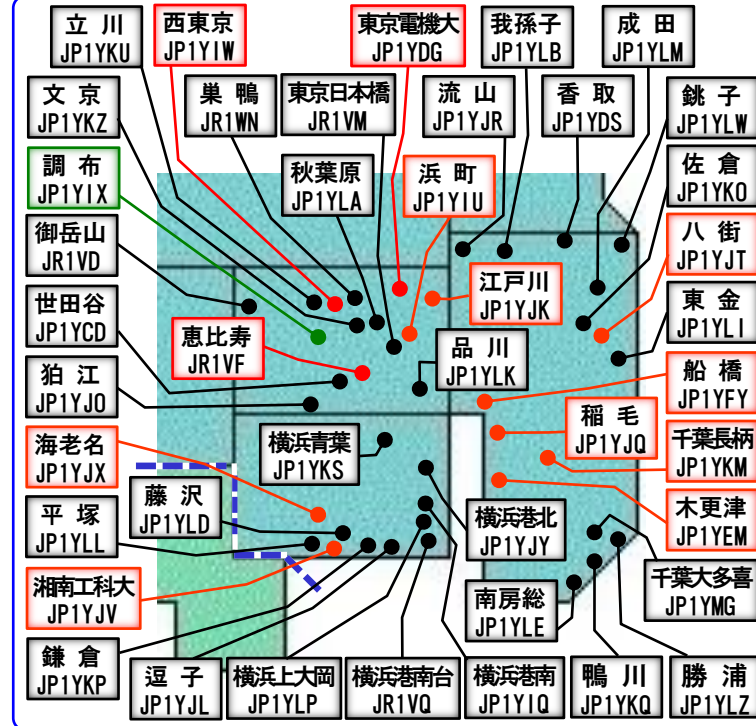 立川
JP1YKU
西東京
JP1YIW
東京電機大
JP1YDG
我孫子
JP1YLB
成田
JP1YLM
文京
JP1YKZ
巣鴨
JR1WN
東京日本橋
JR1VM
流山
JP1YJR
香取
JP1YDS
銚子
JP1YLW
調布
JP1YIX
秋葉原
JP1YLA
浜町
JP1YIU
佐倉
JP1YKO
御岳山
JR1VD
江戸川
JP1YJK
八街
JP1YJT
世田谷
JP1YCD
恵比寿
JR1VF
品川
JP1YLK
東金
JP1YLI
狛江
JP1YJO
船橋
JP1YFY
海老名
JP1YJX
横浜青葉
JP1YKS
稲毛
JP1YJQ
千葉長柄
JP1YKM
平塚
JP1YLL
藤沢
JP1YLD
横浜港北
JP1YJY
木更津
JP1YEM
湘南工科大
JP1YJV
南房総
JP1YLE
千葉大多喜
JP1YMG
鎌倉
JP1YKP
逗子
JP1YJL
横浜上大岡
JP1YLP
横浜港南台
JR1VQ
横浜港南
JP1YIQ
鴨川
JP1YKQ
勝浦
JP1YLZ